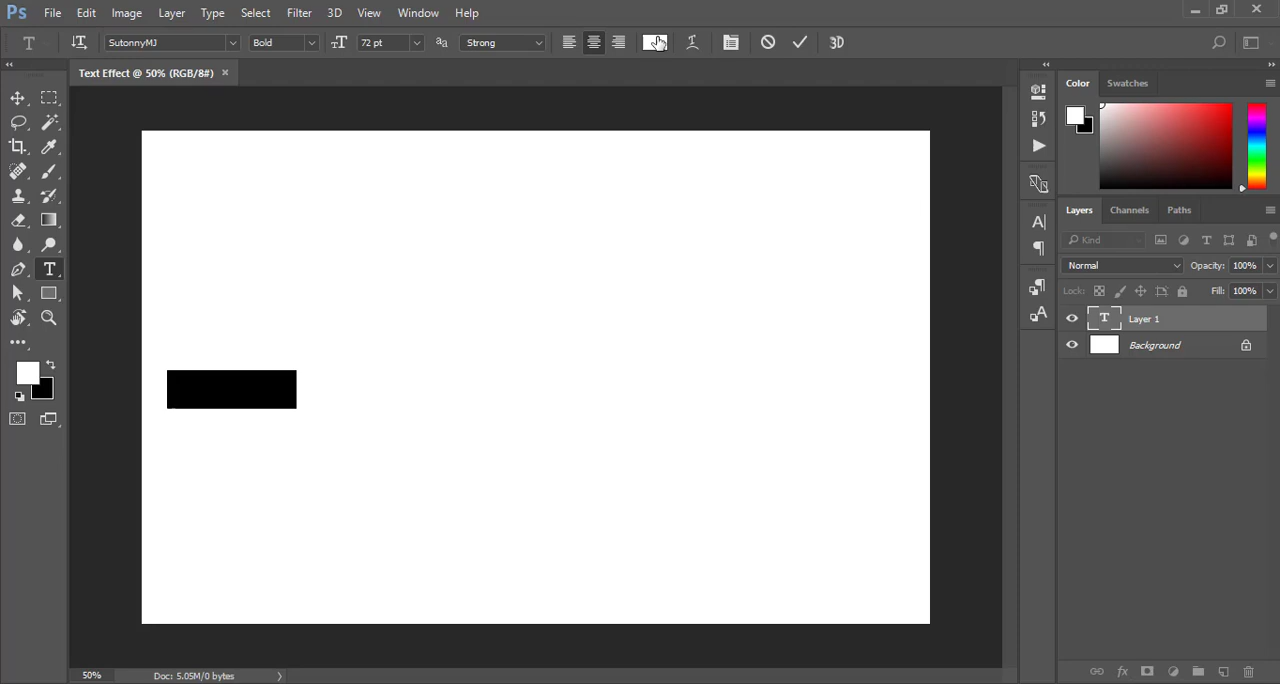 Ps File Edit Image Layer Type Select Filter 3D View Window Help
T SutonnyMJ Bold 72 pt Strong 3D
Text Effect @ 50% (RGB/8#) ×
Color Swatches
Layers Channels Paths
Kind
Normal Opacity: 100%
Lock: Fill: 100%
T Layer 1
Background
50% Doc: 5.05M/0 bytes